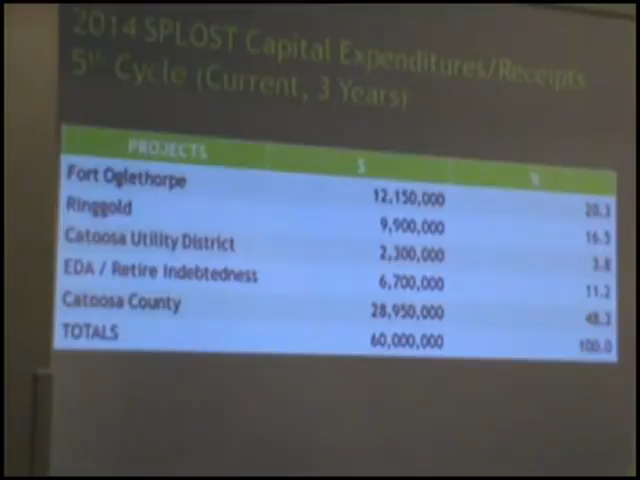 2014 SPLOST Capital Expenditures/Receipts
5th Cycle (Current, 3 Years)
PROJECTS $ %
Fort Oglethorpe 12,150,000 20.3
Ringgold 9,900,000 16.5
Catoosa Utility District 2,300,000 3.8
EDA / Retire Indebtedness 6,700,000 11.2
Catoosa County 28,950,000 48.3
TOTALS 60,000,000 100.0